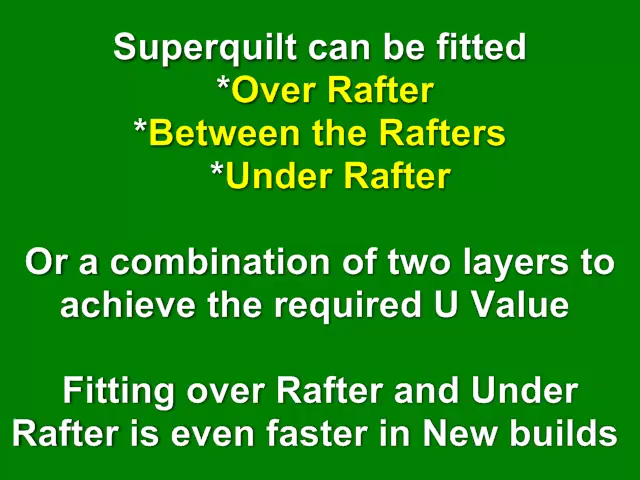 Superquilt can be fitted
*Over Rafter
*Between the Rafters
*Under Rafter
Or a combination of two layers to
achieve the required U Value
Fitting over Rafter and Under
Rafter is even faster in New builds